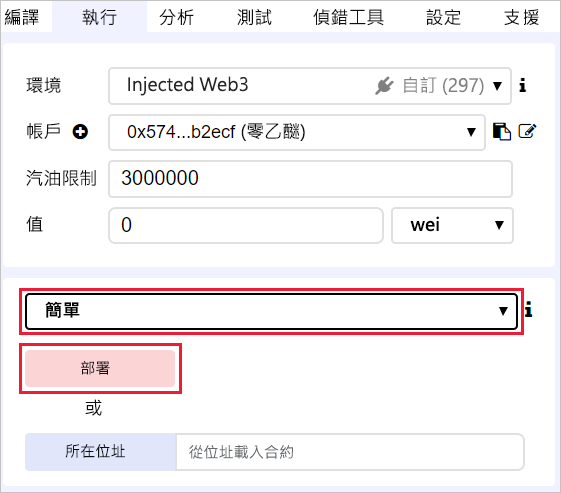 編譯 執行 分析 測試 偵錯工具 設定 支援
環境 Injected Web3 自訂 (297)
帳戶 0x574...b2ecf (零乙醚)
汽油限制 3000000
值 0 wei
簡單
部署
或
所在位址 從位址載入合約